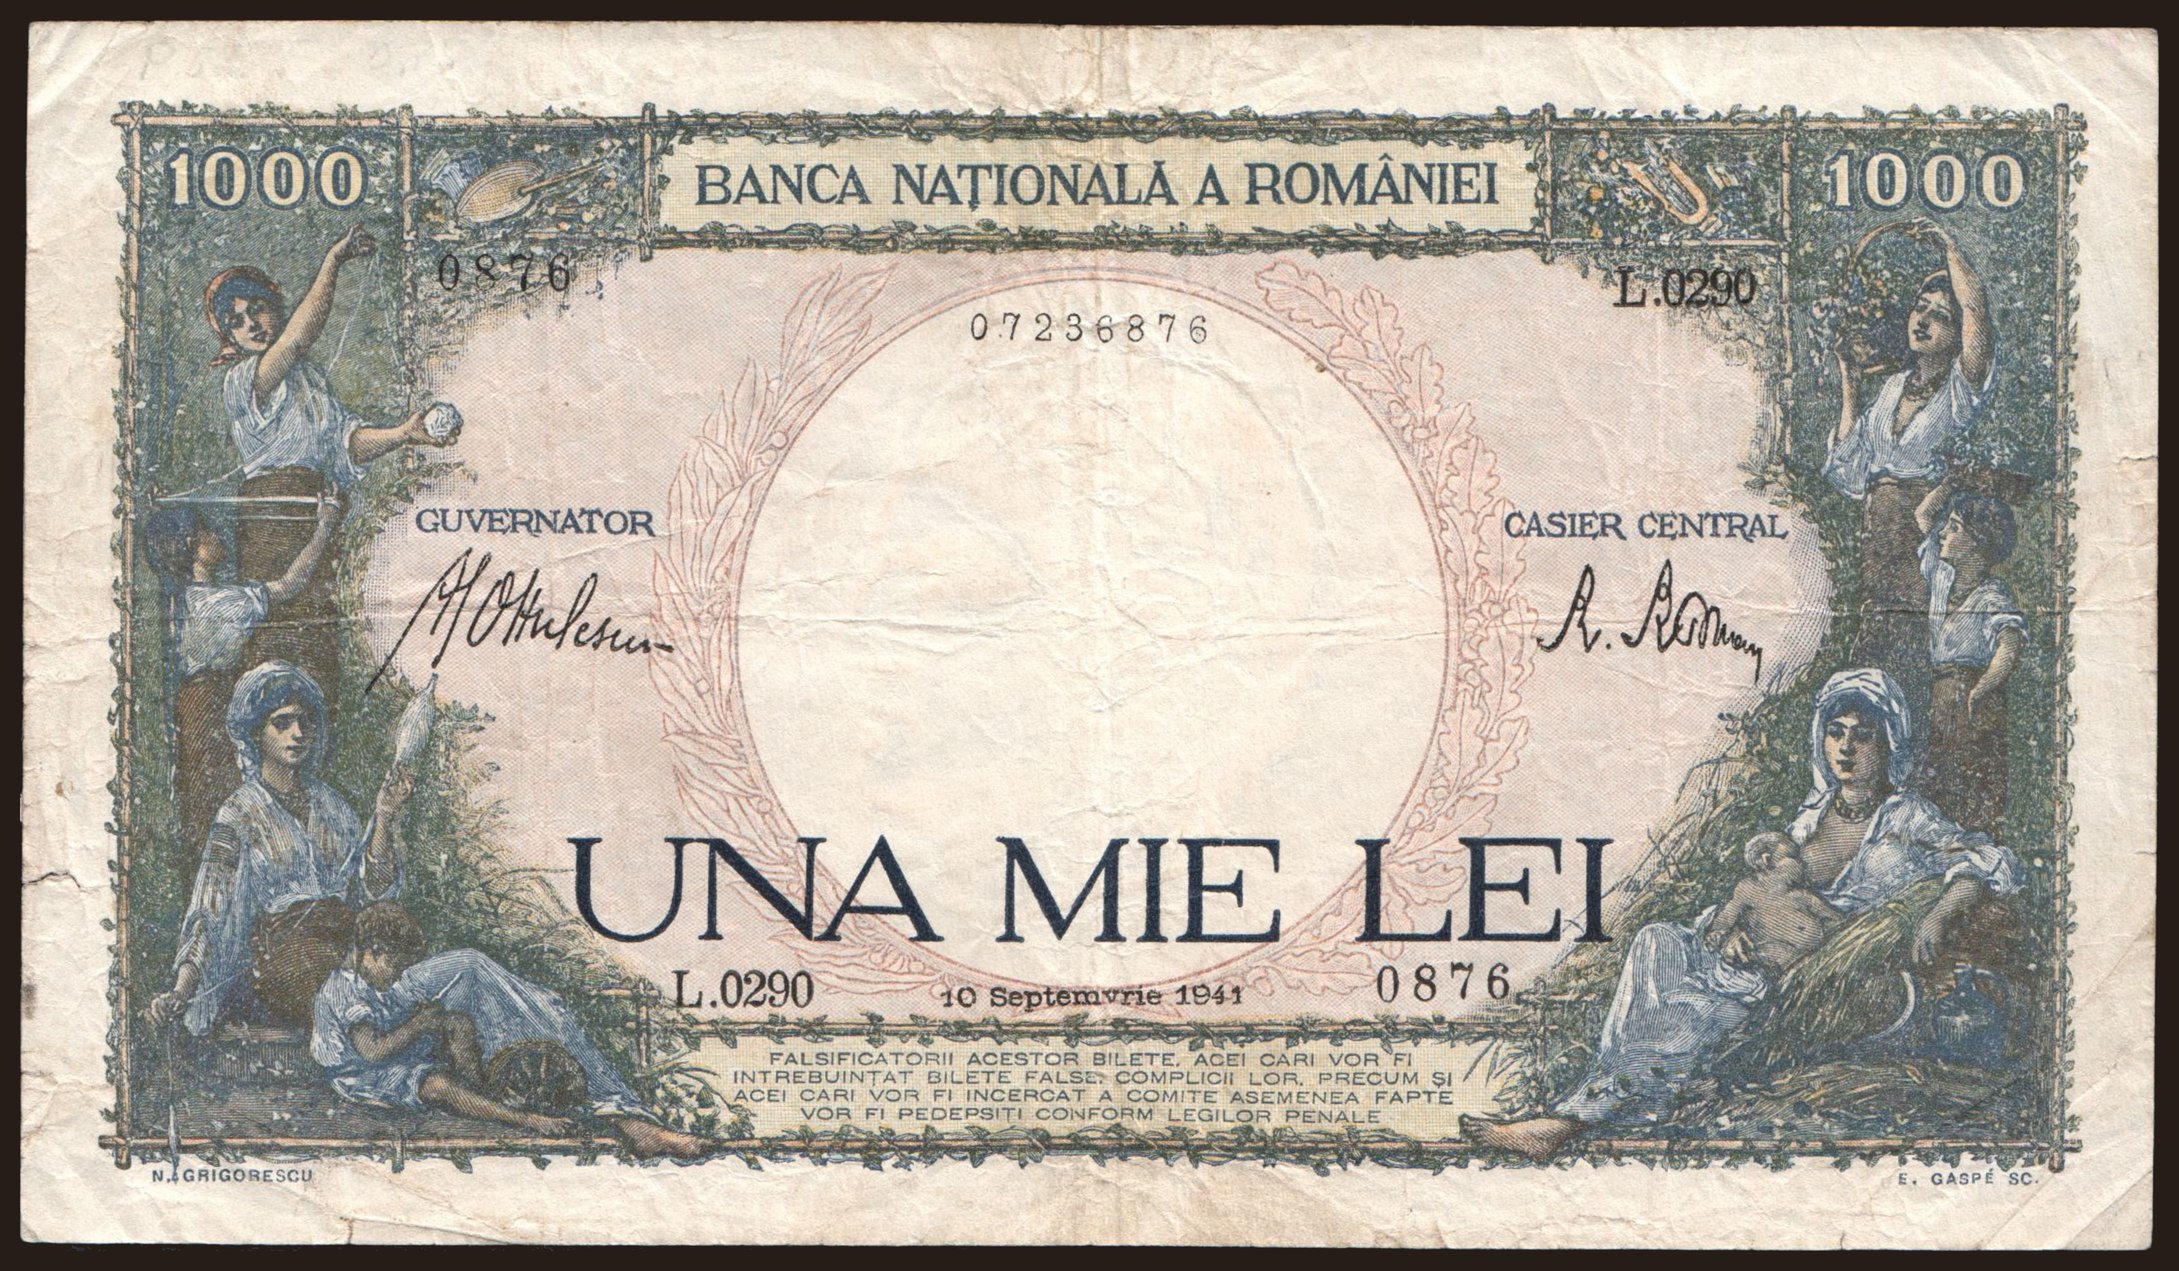 1000
BANCA NAȚIONALĂ A ROMÂNIEI
1000
0876
L.0290
07236876
GUVERNATOR
CASIER CENTRAL
UNA MIE LEI
L.0290
10 Septemvrie 1941
0876
FALSIFICATORII ACESTOR BILETE, ACEI CARI VOR FI
INTREBUINȚAT BILETE FALSE, COMPLICII LOR, PRECUM ȘI
ACEI CARI VOR FI INCERCAT A COMITE ASEMENEA FAPTE
VOR FI PEDEPSITI CONFORM LEGILOR PENALE
N. GRIGORESCU
E. GASPÉ SC.